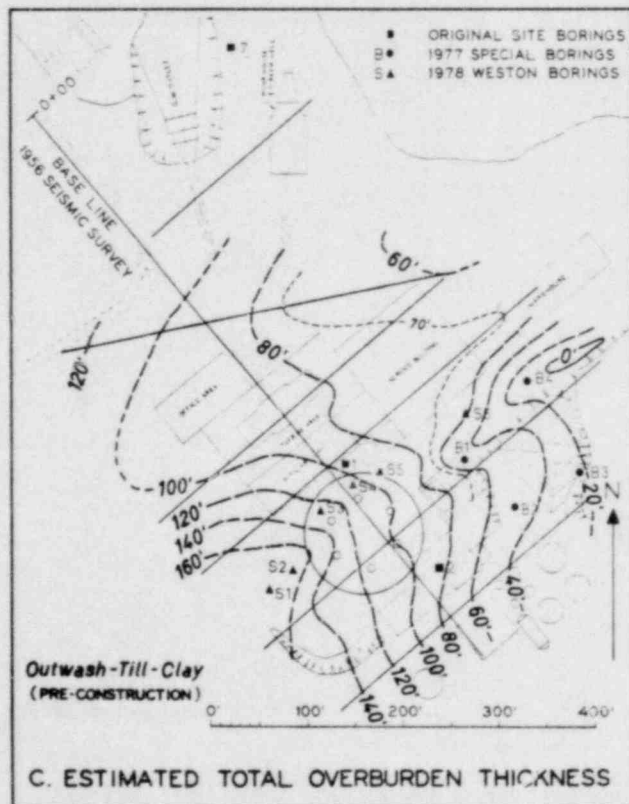 ■ ORIGINAL SITE BORINGS
B● 1977 SPECIAL BORINGS
S▲ 1978 WESTON BORINGS
7
0+00
BASE LINE
1956 SEISMIC SURVEY
60'
70'
120'
80'
0'
B1
B3
S5
S3
S2
S1
100'
120'
140'
160'
20'
N
40'
60'
80'
100'
120'
140'
Outwash-Till-Clay
(PRE-CONSTRUCTION)
0 100' 200' 300' 400'
C. ESTIMATED TOTAL OVERBURDEN THICKNESS